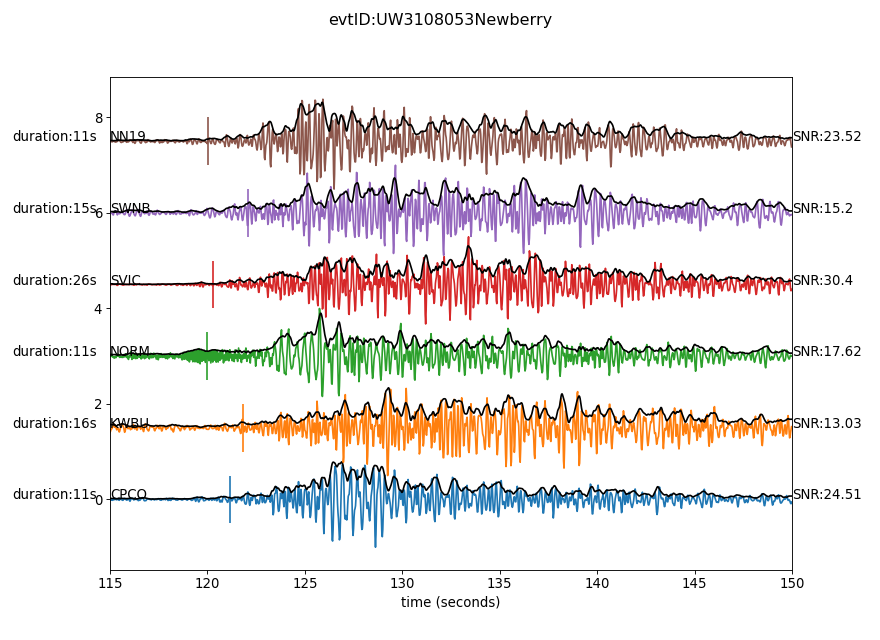 evtID:UW3108053Newberry
8
duration:11s NN19 SNR:23.52
duration:15s SWNB SNR:15.2
6
duration:26s SVIC SNR:30.4
4
duration:11s NORM SNR:17.62
2
duration:16s KWBU SNR:13.03
duration:11s CPCO SNR:24.51
0
115 120 125 130 135 140 145 150
time (seconds)